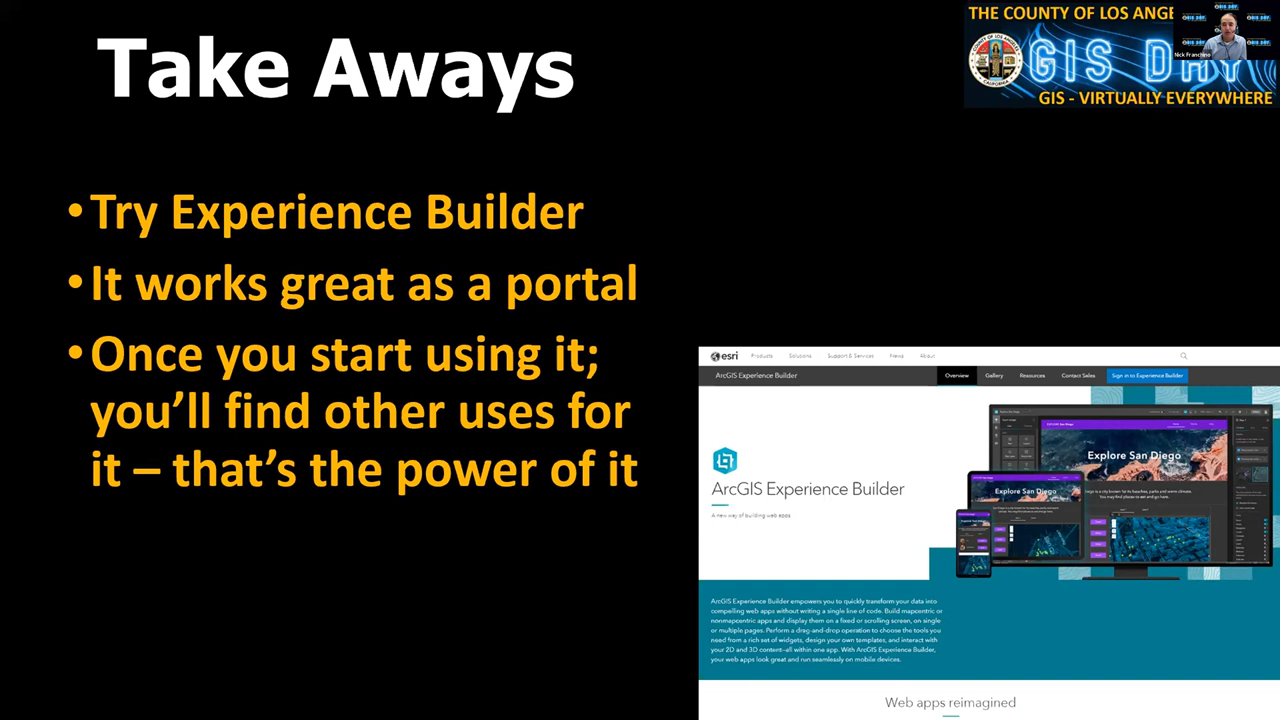 Take Aways
THE COUNTY OF LOS ANGE
GIS DAY
Nick Franchino
GIS - VIRTUALLY EVERYWHERE
•Try Experience Builder
•It works great as a portal
•Once you start using it;
you’ll find other uses for
it – that’s the power of it
esri Products Solutions Support & Services News About
ArcGIS Experience Builder Overview Gallery Resources Contact Sales Sign in to Experience Builder
ArcGIS Experience Builder
A new way of building web apps
Explore San Diego
Explore San Diego
ArcGIS Experience Builder empowers you to quickly transform your data into
compelling web apps without writing a single line of code. Build mapcentric or
nonmapcentric apps and display them on a fixed or scrolling screen, on single
or multiple pages. Perform a drag-and-drop operation to choose the tools you
need from a rich set of widgets, design your own templates, and interact with
your 2D and 3D content—all within one app. With ArcGIS Experience Builder,
your web apps look great and run seamlessly on mobile devices.
Web apps reimagined